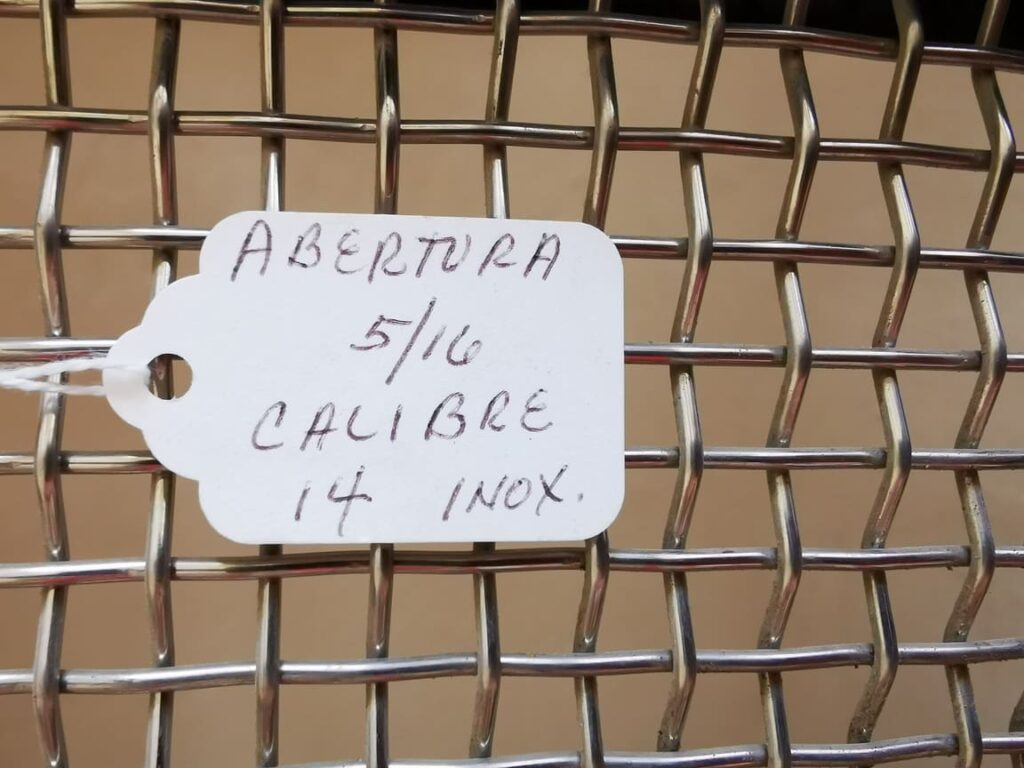 ABERTURA
5/16
CALIBRE
14 INOX.